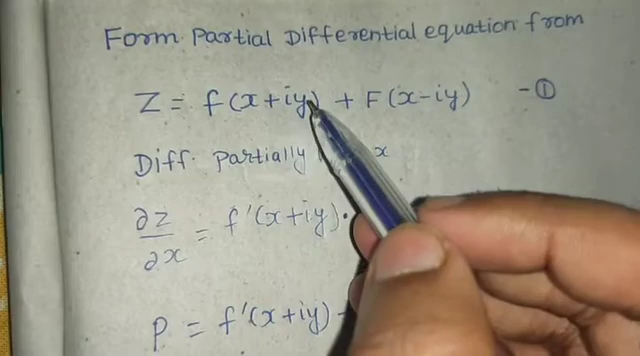 Form Partial Differential equation from
Z = f(x+iy) + F(x-iy) - ①
Diff. Partially x
∂z/∂x = f'(x+iy).
P = f'(x+iy)